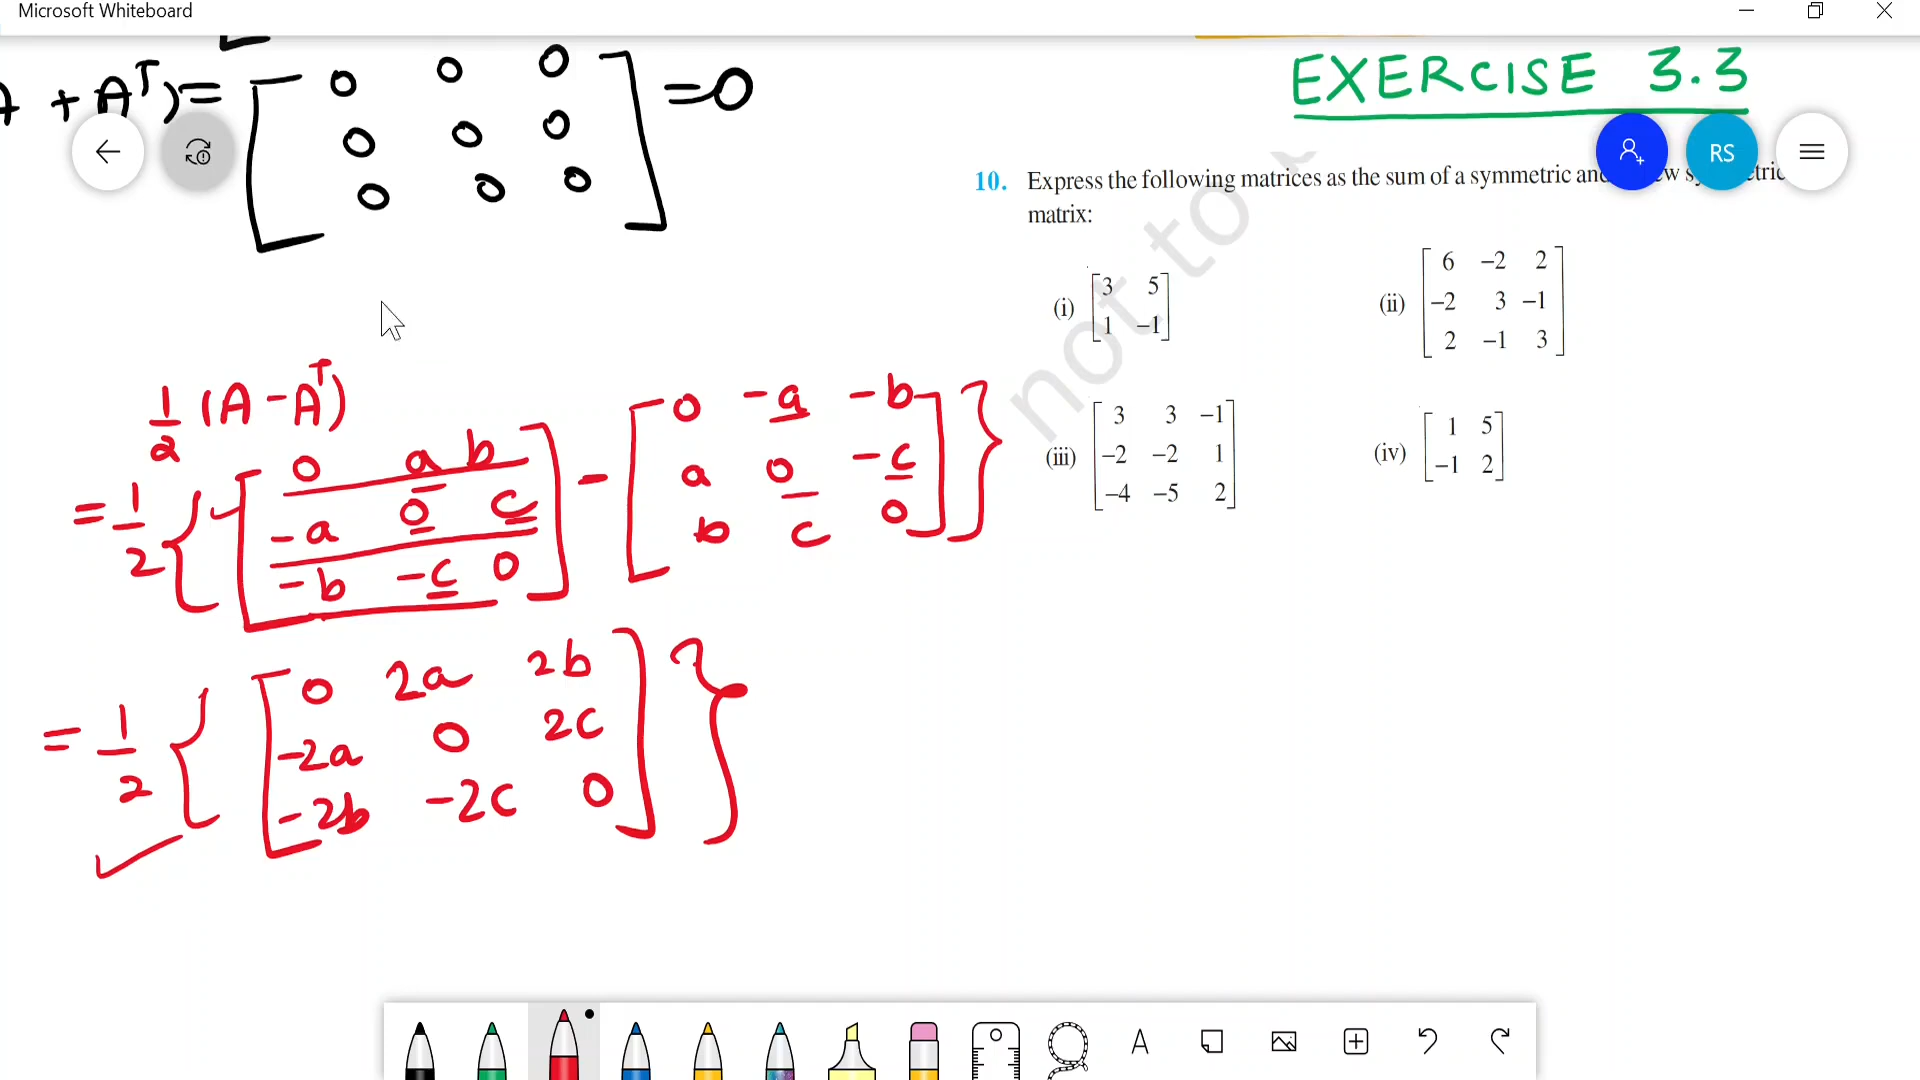 Microsoft Whiteboard
+ Aᵀ) = [0 0 0
0 0 0
0 0 0] = 0
EXERCISE 3.3
RS
10. Express the following matrices as the sum of a symmetric
matrix:
(i) [3 5
1 –1]
(ii) [6 –2 2
–2 3 –1
2 –1 3]
(iii) [3 3 –1
–2 –2 1
–4 –5 2]
(iv) [1 5
–1 2]
not to
1/2 (A - Aᵀ)
= 1/2 { [0 a b
-a 0 c
-b -c 0] - [0 -a -b
a 0 -c
b c 0] }
= 1/2 { [0 2a 2b
-2a 0 2c
-2b -2c 0] }
A